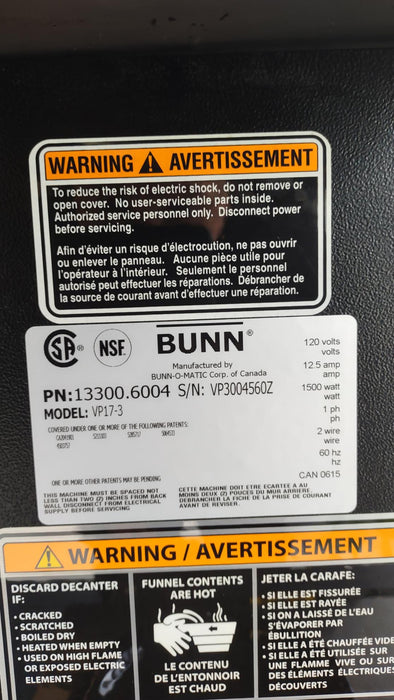 WARNING AVERTISSEMENT
To reduce the risk of electric shock, do not remove or
open cover. No user-serviceable parts inside.
Authorized service personnel only. Disconnect power
before servicing.
Afin d'éviter un risque d'électrocution, ne pas ouvrir
ou enlever le panneau. Aucune pièce utile pour
l'opérateur à l'intérieur. Seulement le personnel
autorisé peut effectuer les réparations. Débrancher de
la source de courant avant d'effectuer une réparation.
SA NSF BUNN®
Manufactured by
BUNN-O-MATIC Corp. of Canada
120 volts
volts
12.5 amp
amp
1500 watt
watt
1 ph
ph
2 wire
wire
60 hz
hz
CAN 0615
PN:13300.6004 S/N: VP3004560Z
MODEL: VP17-3
COVERED UNDER ONE OR MORE OF THE FOLLOWING PATENTS:
ONE OR MORE OTHER PATENTS MAY BE PENDING
THIS MACHINE MUST BE SPACED NOT
LESS THAN TWO (2) INCHES FROM BACK
WALL DISCONNECT FROM ELECTRICAL
SUPPLY BEFORE SERVICING
CETTE MACHINE DOIT ETRE ECARTEE A AU
MOINS DEUX (2) POUCES DU MUR ARRIERE.
DEBRANCHER LA FICHE DE LA PRISE DE COURANT
AVANT DE REVISER.
WARNING / AVERTISSEMENT
DISCARD DECANTER
IF:
• CRACKED
• SCRATCHED
• BOILED DRY
• HEATED WHEN EMPTY
• USED ON HIGH FLAME
OR EXPOSED ELECTRIC
ELEMENTS
FUNNEL CONTENTS
ARE HOT
LE CONTENU
DE L'ENTONNOIR
EST CHAUD
JETER LA CARAFE:
• SI ELLE EST FISSURÉE
• SI ELLE EST RAYÉE
• SI ON A LAISSÉ DE L'EAU
S'ÉVAPORER PAR
ÉBULLITION
• SI ELLE A ÉTÉ CHAUFFÉE VIDE
• SI ELLE A ÉTÉ UTILISÉE SUR
UNE FLAMME VIVE OU SUR
DES ÉLÉMENTS ÉLECTRIQUES
DÉCOUVERTS